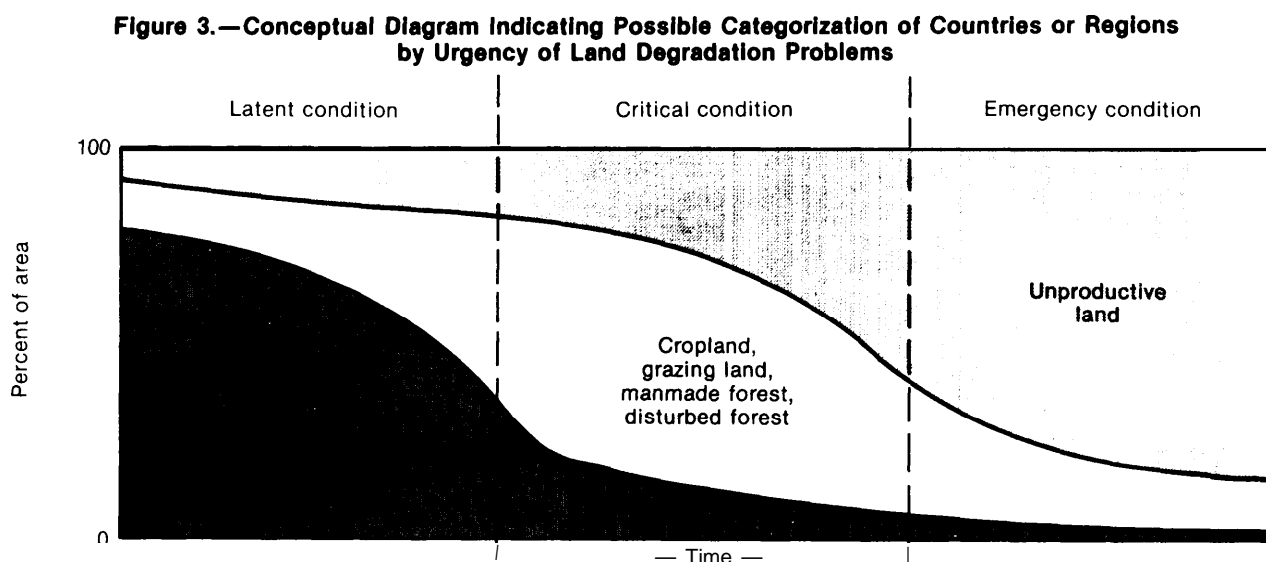 Figure 3.—Conceptual Diagram Indicating Possible Categorization of Countries or Regions
by Urgency of Land Degradation Problems
Latent condition
Critical condition
Emergency condition
100
Percent of area
Unproductive
land
Cropland,
grazing land,
manmade forest,
disturbed forest
0
— Time —